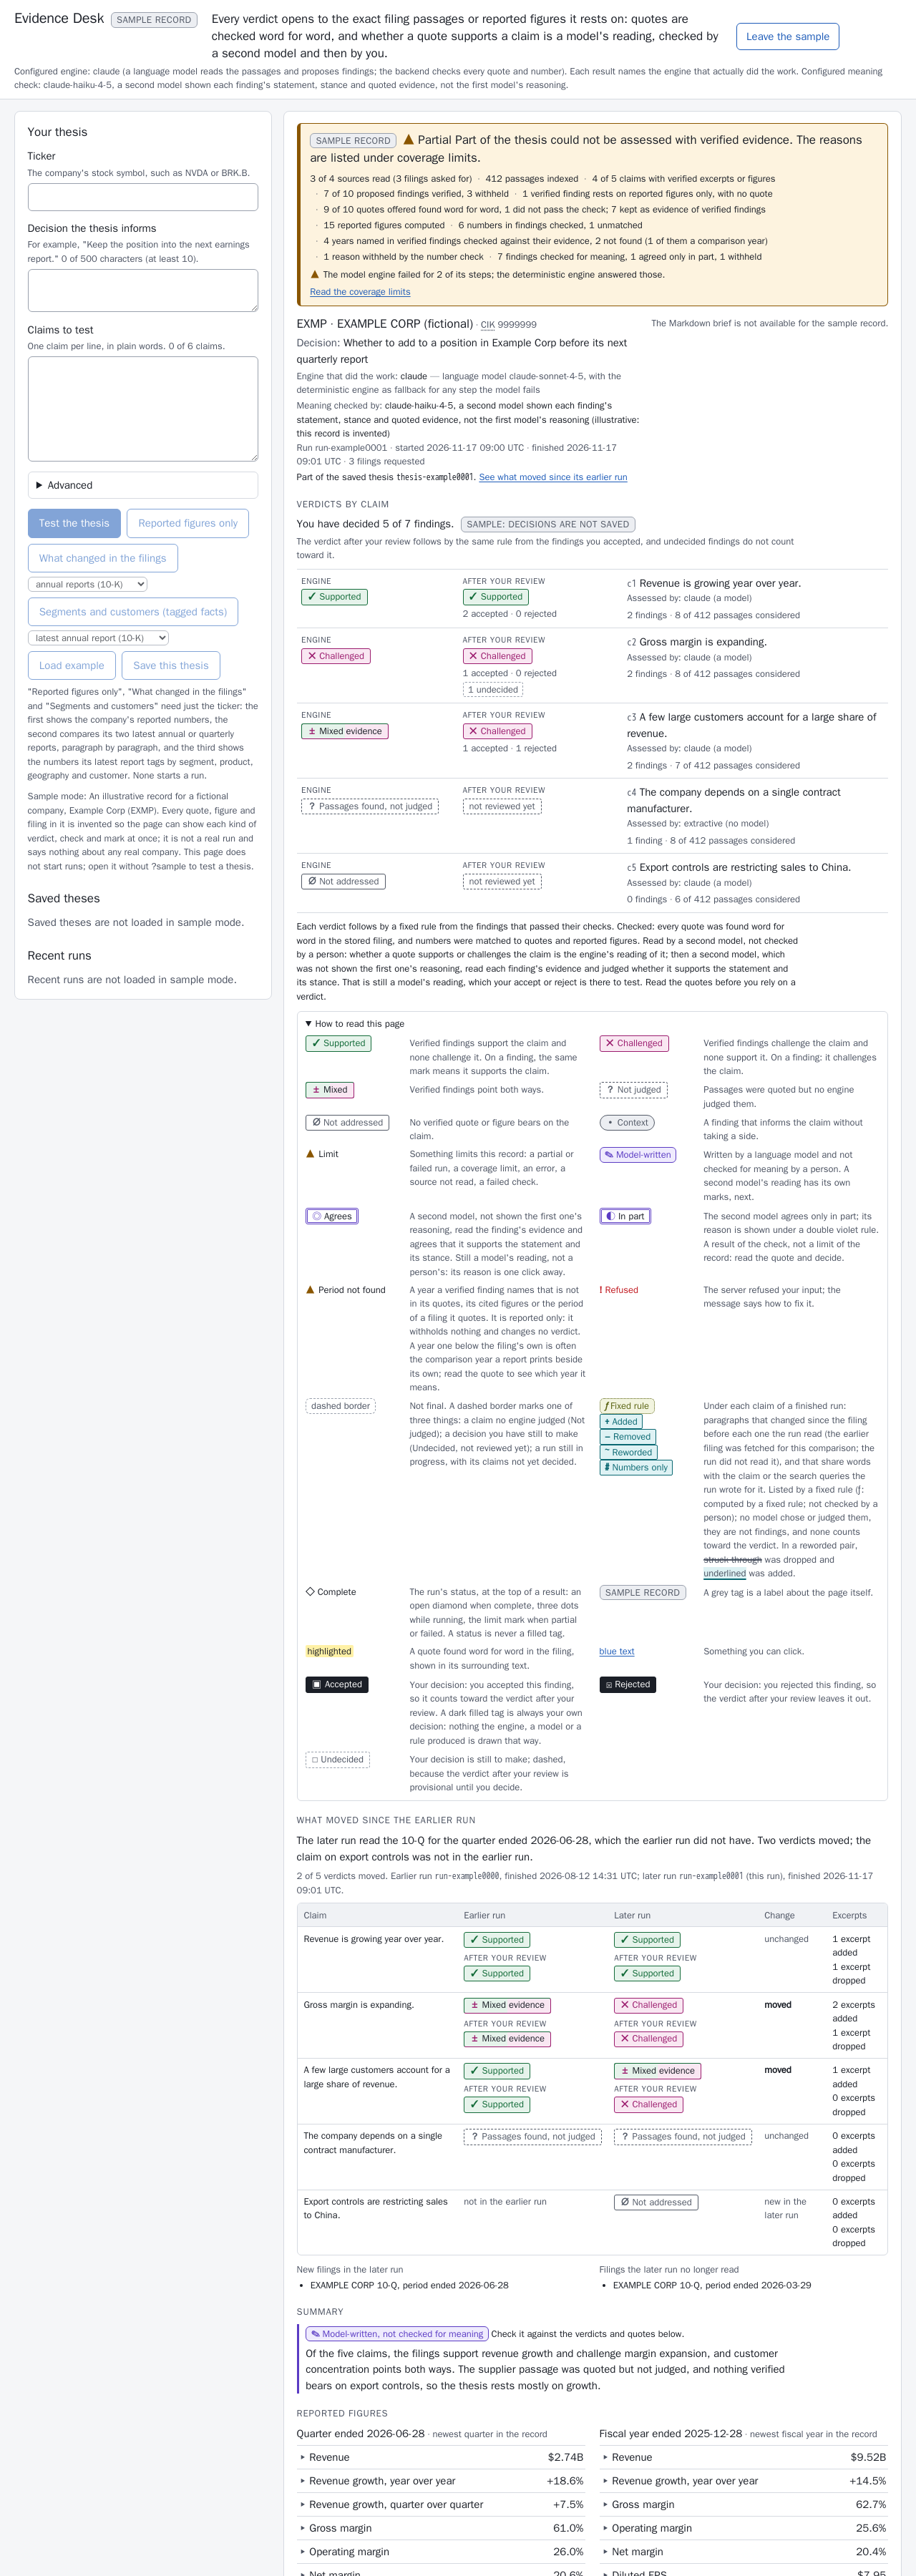 Evidence Desk SAMPLE RECORD
Every verdict opens to the exact filing passages or reported figures it rests on: quotes are
checked word for word, and whether a quote supports a claim is a model's reading, checked by
a second model and then by you.
Leave the sample
Configured engine: claude (a language model reads the passages and proposes findings; the backend checks every quote and number). Each result names the engine that actually did the work. Configured meaning
check: claude-haiku-4-5, a second model shown each finding's statement, stance and quoted evidence, not the first model's reasoning.
Your thesis
Ticker
The company's stock symbol, such as NVDA or BRK.B.
Decision the thesis informs
For example, "Keep the position into the next earnings
report." 0 of 500 characters (at least 10).
Claims to test
One claim per line, in plain words. 0 of 6 claims.
Advanced
Test the thesis
Reported figures only
What changed in the filings
annual reports (10-K)
Segments and customers (tagged facts)
latest annual report (10-K)
Load example
Save this thesis
"Reported figures only", "What changed in the filings"
and "Segments and customers" need just the ticker: the
first shows the company's reported numbers, the
second compares its two latest annual or quarterly
reports, paragraph by paragraph, and the third shows
the numbers its latest report tags by segment, product,
geography and customer. None starts a run.
Sample mode: An illustrative record for a fictional
company, Example Corp (EXMP). Every quote, figure and
filing in it is invented so the page can show each kind of
verdict, check and mark at once; it is not a real run and
says nothing about any real company. This page does
not start runs; open it without ?sample to test a thesis.
Saved theses
Saved theses are not loaded in sample mode.
Recent runs
Recent runs are not loaded in sample mode.
SAMPLE RECORD ▲ Partial Part of the thesis could not be assessed with verified evidence. The reasons
are listed under coverage limits.
3 of 4 sources read (3 filings asked for) · 412 passages indexed · 4 of 5 claims with verified excerpts or figures
· 7 of 10 proposed findings verified, 3 withheld · 1 verified finding rests on reported figures only, with no quote
· 9 of 10 quotes offered found word for word, 1 did not pass the check; 7 kept as evidence of verified findings
· 15 reported figures computed · 6 numbers in findings checked, 1 unmatched
· 4 years named in verified findings checked against their evidence, 2 not found (1 of them a comparison year)
· 1 reason withheld by the number check · 7 findings checked for meaning, 1 agreed only in part, 1 withheld
▲ The model engine failed for 2 of its steps; the deterministic engine answered those.
Read the coverage limits
EXMP · EXAMPLE CORP (fictional) · CIK 9999999
The Markdown brief is not available for the sample record.
Decision: Whether to add to a position in Example Corp before its next
quarterly report
Engine that did the work: claude — language model claude-sonnet-4-5, with the
deterministic engine as fallback for any step the model fails
Meaning checked by: claude-haiku-4-5, a second model shown each finding's
statement, stance and quoted evidence, not the first model's reasoning (illustrative:
this record is invented)
Run run-example0001 · started 2026-11-17 09:00 UTC · finished 2026-11-17
09:01 UTC · 3 filings requested
Part of the saved thesis thesis-example0001. See what moved since its earlier run
VERDICTS BY CLAIM
You have decided 5 of 7 findings. SAMPLE: DECISIONS ARE NOT SAVED
The verdict after your review follows by the same rule from the findings you accepted, and undecided findings do not count
toward it.
ENGINE
✓ Supported
AFTER YOUR REVIEW
✓ Supported
2 accepted · 0 rejected
c1 Revenue is growing year over year.
Assessed by: claude (a model)
2 findings · 8 of 412 passages considered
ENGINE
✕ Challenged
AFTER YOUR REVIEW
✕ Challenged
1 accepted · 0 rejected
1 undecided
c2 Gross margin is expanding.
Assessed by: claude (a model)
2 findings · 8 of 412 passages considered
ENGINE
± Mixed evidence
AFTER YOUR REVIEW
✕ Challenged
1 accepted · 1 rejected
c3 A few large customers account for a large share of
revenue.
Assessed by: claude (a model)
2 findings · 7 of 412 passages considered
ENGINE
? Passages found, not judged
AFTER YOUR REVIEW
not reviewed yet
c4 The company depends on a single contract
manufacturer.
Assessed by: extractive (no model)
1 finding · 8 of 412 passages considered
ENGINE
Ø Not addressed
AFTER YOUR REVIEW
not reviewed yet
c5 Export controls are restricting sales to China.
Assessed by: claude (a model)
0 findings · 6 of 412 passages considered
Each verdict follows by a fixed rule from the findings that passed their checks. Checked: every quote was found word for
word in the stored filing, and numbers were matched to quotes and reported figures. Read by a second model, not checked
by a person: whether a quote supports or challenges the claim is the engine's reading of it; then a second model, which
was not shown the first one's reasoning, read each finding's evidence and judged whether it supports the statement and
its stance. That is still a model's reading, which your accept or reject is there to test. Read the quotes before you rely on a
verdict.
How to read this page
✓ Supported
Verified findings support the claim and
none challenge it. On a finding, the same
mark means it supports the claim.
✕ Challenged
Verified findings challenge the claim and
none support it. On a finding: it challenges
the claim.
± Mixed
Verified findings point both ways.
? Not judged
Passages were quoted but no engine
judged them.
Ø Not addressed
No verified quote or figure bears on the
claim.
• Context
A finding that informs the claim without
taking a side.
▲ Limit
Something limits this record: a partial or
failed run, a coverage limit, an error, a
source not read, a failed check.
✎ Model-written
Written by a language model and not
checked for meaning by a person. A
second model's reading has its own
marks, next.
◎ Agrees
A second model, not shown the first one's
reasoning, read the finding's evidence and
agrees that it supports the statement and
its stance. Still a model's reading, not a
person's: its reason is one click away.
◐ In part
The second model agrees only in part; its
reason is shown under a double violet rule.
A result of the check, not a limit of the
record: read the quote and decide.
▲ Period not found
A year a verified finding names that is not
in its quotes, its cited figures or the period
of a filing it quotes. It is reported only: it
withholds nothing and changes no verdict.
A year one below the filing's own is often
the comparison year a report prints beside
its own; read the quote to see which year it
means.
! Refused
The server refused your input; the
message says how to fix it.
dashed border
Not final. A dashed border marks one of
three things: a claim no engine judged (Not
judged); a decision you have still to make
(Undecided, not reviewed yet); a run still in
progress, with its claims not yet decided.
ƒ Fixed rule
+ Added
− Removed
~ Reworded
# Numbers only
Under each claim of a finished run:
paragraphs that changed since the filing
before each one the run read (the earlier
filing was fetched for this comparison; the
run did not read it), and that share words
with the claim or the search queries the
run wrote for it. Listed by a fixed rule (ƒ:
computed by a fixed rule; not checked by a
person); no model chose or judged them,
they are not findings, and none counts
toward the verdict. In a reworded pair,
struck through was dropped and
underlined was added.
◇ Complete
The run's status, at the top of a result: an
open diamond when complete, three dots
while running, the limit mark when partial
or failed. A status is never a filled tag.
SAMPLE RECORD
A grey tag is a label about the page itself.
highlighted
A quote found word for word in the filing,
shown in its surrounding text.
blue text
Something you can click.
▣ Accepted
Your decision: you accepted this finding,
so it counts toward the verdict after your
review. A dark filled tag is always your own
decision: nothing the engine, a model or a
rule produced is drawn that way.
☒ Rejected
Your decision: you rejected this finding, so
the verdict after your review leaves it out.
□ Undecided
Your decision is still to make; dashed,
because the verdict after your review is
provisional until you decide.
WHAT MOVED SINCE THE EARLIER RUN
The later run read the 10-Q for the quarter ended 2026-06-28, which the earlier run did not have. Two verdicts moved; the
claim on export controls was not in the earlier run.
2 of 5 verdicts moved. Earlier run run-example0000, finished 2026-08-12 14:31 UTC; later run run-example0001 (this run), finished 2026-11-17
09:01 UTC.
Claim Earlier run Later run Change Excerpts
Revenue is growing year over year.
✓ Supported
AFTER YOUR REVIEW
✓ Supported
✓ Supported
AFTER YOUR REVIEW
✓ Supported
unchanged
1 excerpt
added
1 excerpt
dropped
Gross margin is expanding.
± Mixed evidence
AFTER YOUR REVIEW
± Mixed evidence
✕ Challenged
AFTER YOUR REVIEW
✕ Challenged
moved
2 excerpts
added
1 excerpt
dropped
A few large customers account for a
large share of revenue.
✓ Supported
AFTER YOUR REVIEW
✓ Supported
± Mixed evidence
AFTER YOUR REVIEW
✕ Challenged
moved
1 excerpt
added
0 excerpts
dropped
The company depends on a single
contract manufacturer.
? Passages found, not judged
? Passages found, not judged
unchanged
0 excerpts
added
0 excerpts
dropped
Export controls are restricting sales
to China.
not in the earlier run
Ø Not addressed
new in the
later run
0 excerpts
added
0 excerpts
dropped
New filings in the later run
• EXAMPLE CORP 10-Q, period ended 2026-06-28
Filings the later run no longer read
• EXAMPLE CORP 10-Q, period ended 2026-03-29
SUMMARY
✎ Model-written, not checked for meaning Check it against the verdicts and quotes below.
Of the five claims, the filings support revenue growth and challenge margin expansion, and customer
concentration points both ways. The supplier passage was quoted but not judged, and nothing verified
bears on export controls, so the thesis rests mostly on growth.
REPORTED FIGURES
Quarter ended 2026-06-28 · newest quarter in the record
Revenue $2.74B
Revenue growth, year over year +18.6%
Revenue growth, quarter over quarter +7.5%
Gross margin 61.0%
Operating margin 26.0%
Net margin 20.6%
Fiscal year ended 2025-12-28 · newest fiscal year in the record
Revenue $9.52B
Revenue growth, year over year +14.5%
Gross margin 62.7%
Operating margin 25.6%
Net margin 20.4%
Diluted EPS $7.95